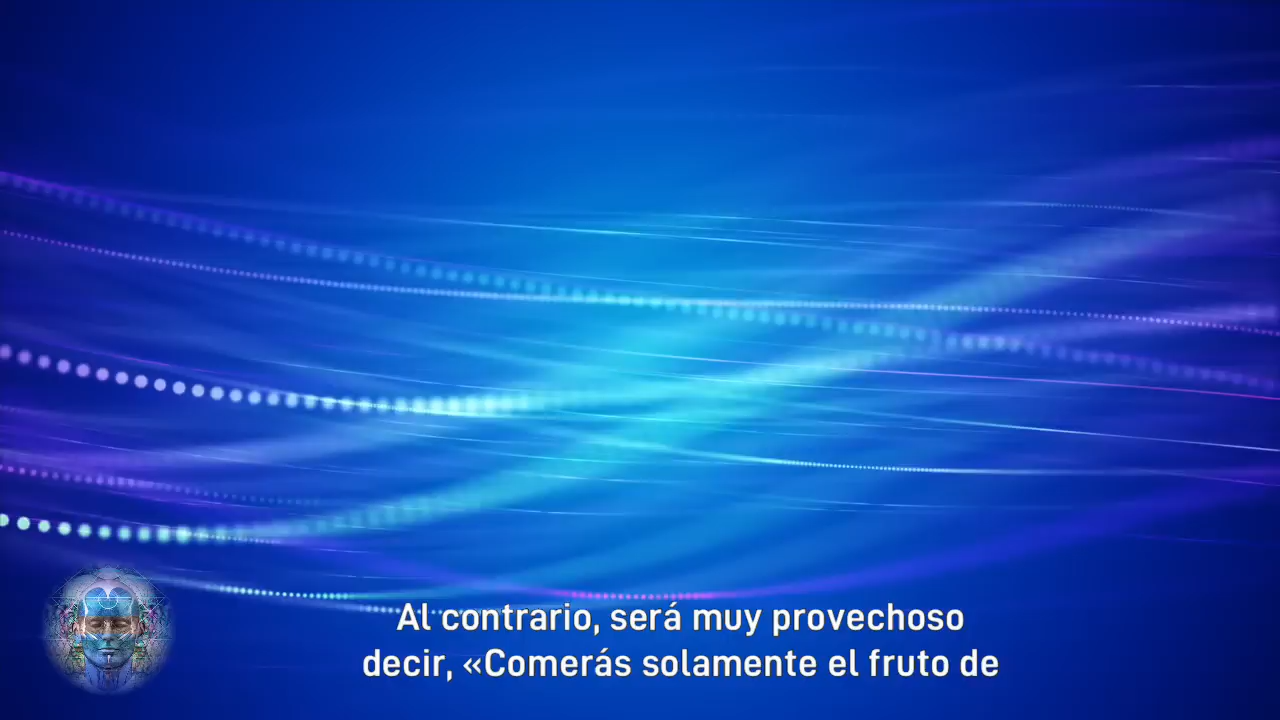 Al contrario, será muy provechoso
decir, «Comerás solamente el fruto de